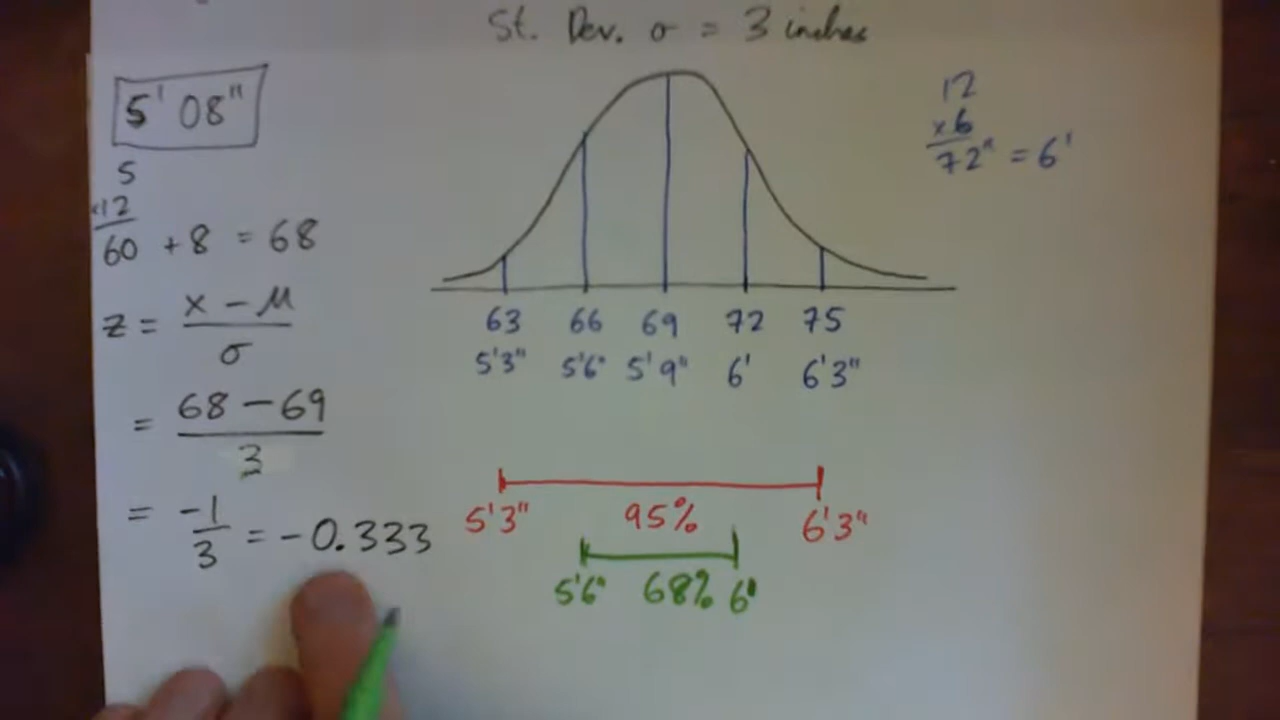 St. Dev. σ = 3 inches
5' 08"
5
×12
60 + 8 = 68
z = x - μ
σ
= 68 - 69
3
= -1
3 = -0.333
63 66 69 72 75
5'3" 5'6" 5'9" 6' 6'3"
12
×6
72" = 6'
5'3" 95% 6'3"
5'6" 68% 6'